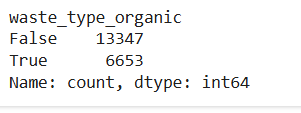 waste_type_organic
False    13347
True      6653
Name: count, dtype: int64